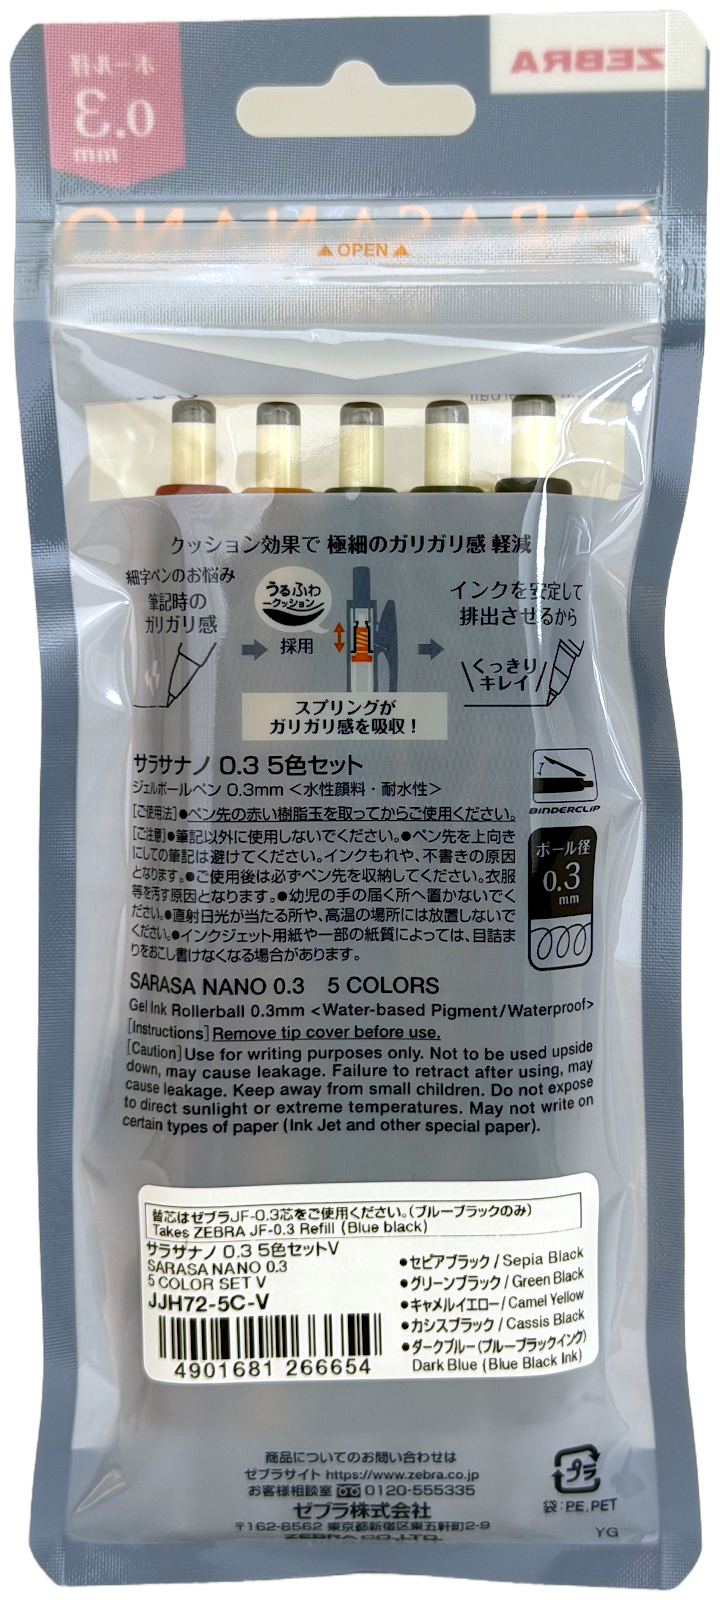 ボール径
0.3
mm
ZEBRA
SARASA NANO
▲ OPEN ▲
クッション効果で 極細のガリガリ感 軽減
細字ペンのお悩み
筆記時の
ガリガリ感
うるふわ
クッション
採用
スプリングが
ガリガリ感を吸収！
インクを安定して
排出させるから
くっきり
キレイ
サラサナノ 0.3 5色セット
ジェルボールペン 0.3mm ＜水性顔料・耐水性＞
[ご使用法]●ペン先の赤い樹脂玉を取ってからご使用ください。
[ご注意]●筆記以外に使用しないでください。●ペン先を上向き
にしての筆記は避けてください。インクもれや、不書きの原因
となります。●ご使用後は必ずペン先を収納してください。衣服
等を汚す原因となります。●幼児の手の届く所へ置かないでく
ださい。●直射日光が当たる所や、高温の場所には放置しないで
ください。●インクジェット用紙や一部の紙質によっては、目詰ま
りをおこし書けなくなる場合があります。
BINDERCLIP
ボール径
0.3
mm
SARASA NANO 0.3 5 COLORS
Gel Ink Rollerball 0.3mm <Water-based Pigment/Waterproof>
[Instructions] Remove tip cover before use.
[Caution] Use for writing purposes only. Not to be used upside
down, may cause leakage. Failure to retract after using, may
cause leakage. Keep away from small children. Do not expose
to direct sunlight or extreme temperatures. May not write on
certain types of paper (Ink Jet and other special paper).
替芯はゼブラJF-0.3芯をご使用ください。（ブルーブラックのみ）
Takes ZEBRA JF-0.3 Refill (Blue black)
サラサナノ 0.3 5色セットV
SARASA NANO 0.3
5 COLOR SET V
JJH72-5C-V
4901681 266654
●セピアブラック / Sepia Black
●グリーンブラック / Green Black
●キャメルイエロー / Camel Yellow
●カシスブラック / Cassis Black
●ダークブルー（ブルーブラックインク）
Dark Blue (Blue Black Ink)
商品についてのお問い合わせは
ゼブラサイト https://www.zebra.co.jp
お客様相談室 0120-555335
ゼブラ株式会社
〒162-8562 東京都新宿区東五軒町2-9
ZEBRA CO.,LTD.
プラ
袋：PE, PET
YG